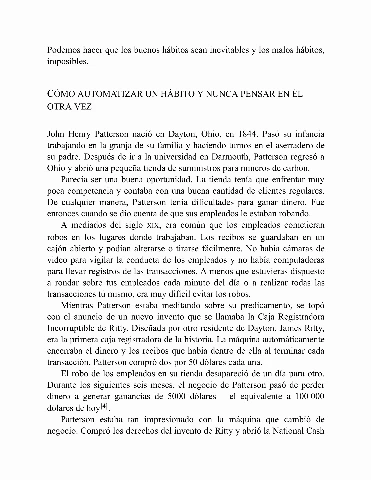 Podemos hacer que los buenos hábitos sean inevitables y los malos hábitos,
imposibles.
CÓMO AUTOMATIZAR UN HÁBITO Y NUNCA PENSAR EN ÉL
OTRA VEZ
John Henry Patterson nació en Dayton, Ohio, en 1844. Pasó su infancia
trabajando en la granja de su familia y haciendo turnos en el aserradero de
su padre. Después de ir a la universidad en Darmouth, Patterson regresó a
Ohio y abrió una pequeña tienda de suministros para mineros de carbón.
Parecía ser una buena oportunidad. La tienda tenía que enfrentar muy
poca competencia y contaba con una buena cantidad de clientes regulares.
De cualquier manera, Patterson tenía dificultades para ganar dinero. Fue
entonces cuando se dio cuenta de que sus empleados le estaban robando.
A mediados del siglo XIX, era común que los empleados cometieran
robos en los lugares donde trabajaban. Los recibos se guardaban en un
cajón abierto y podían alterarse o tirarse fácilmente. No había cámaras de
video para vigilar la conducta de los empleados y no había computadoras
para llevar registros de las transacciones. A menos que estuvieras dispuesto
a rondar sobre tus empleados cada minuto del día o a realizar todas las
transacciones tú mismo, era muy difícil evitar los robos.
Mientras Patterson estaba meditando sobre su predicamento, se topó
con el anuncio de un nuevo invento que se llamaba la Caja Registradora
Incorruptible de Ritty. Diseñada por otro residente de Dayton, James Ritty,
era la primera caja registradora de la historia. La máquina automáticamente
encerraba el dinero y los recibos que había dentro de ella al terminar cada
transacción. Patterson compró dos por 50 dólares cada una.
El robo de los empleados en su tienda desapareció de un día para otro.
Durante los siguientes seis meses, el negocio de Patterson pasó de perder
dinero a generar ganancias de 5000 dólares —el equivalente a 100 000
dólares de hoy[4].
Patterson estaba tan impresionado con la máquina que cambió de
negocio. Compró los derechos del invento de Ritty y abrió la National Cash